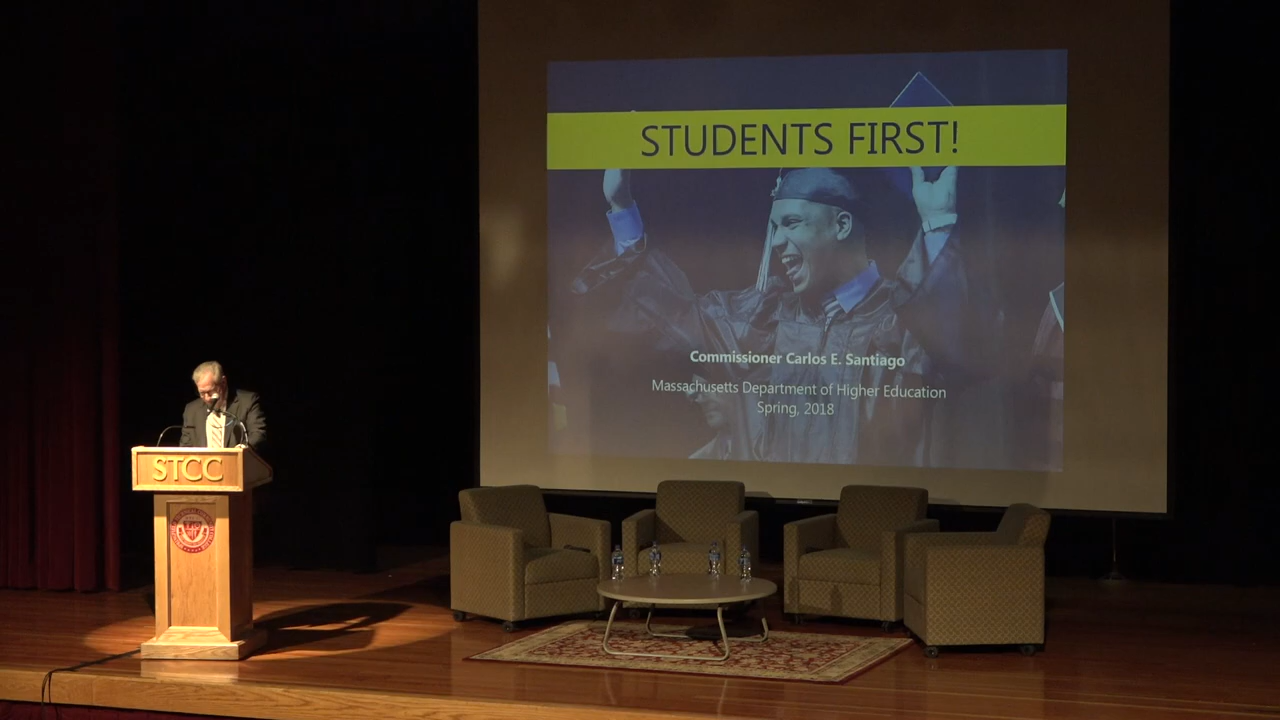 STUDENTS FIRST!
Commissioner Carlos E. Santiago
Massachusetts Department of Higher Education
Spring, 2018
STCC